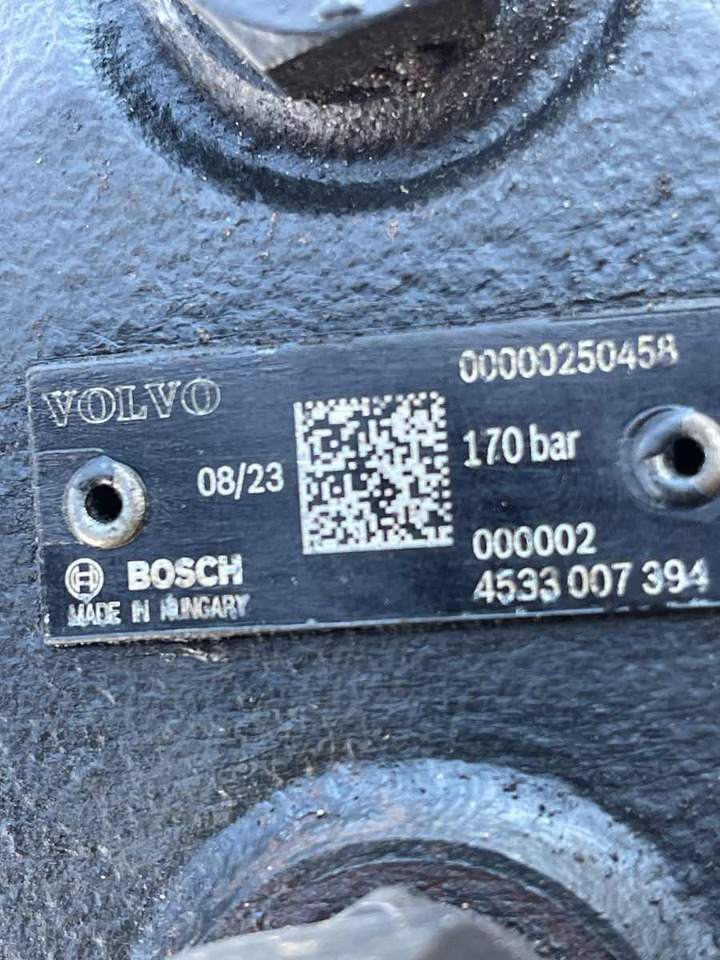 VOLVO
00000250458
08/23
170 bar
000002
BOSCH
4533 007 394
MADE IN HUNGARY